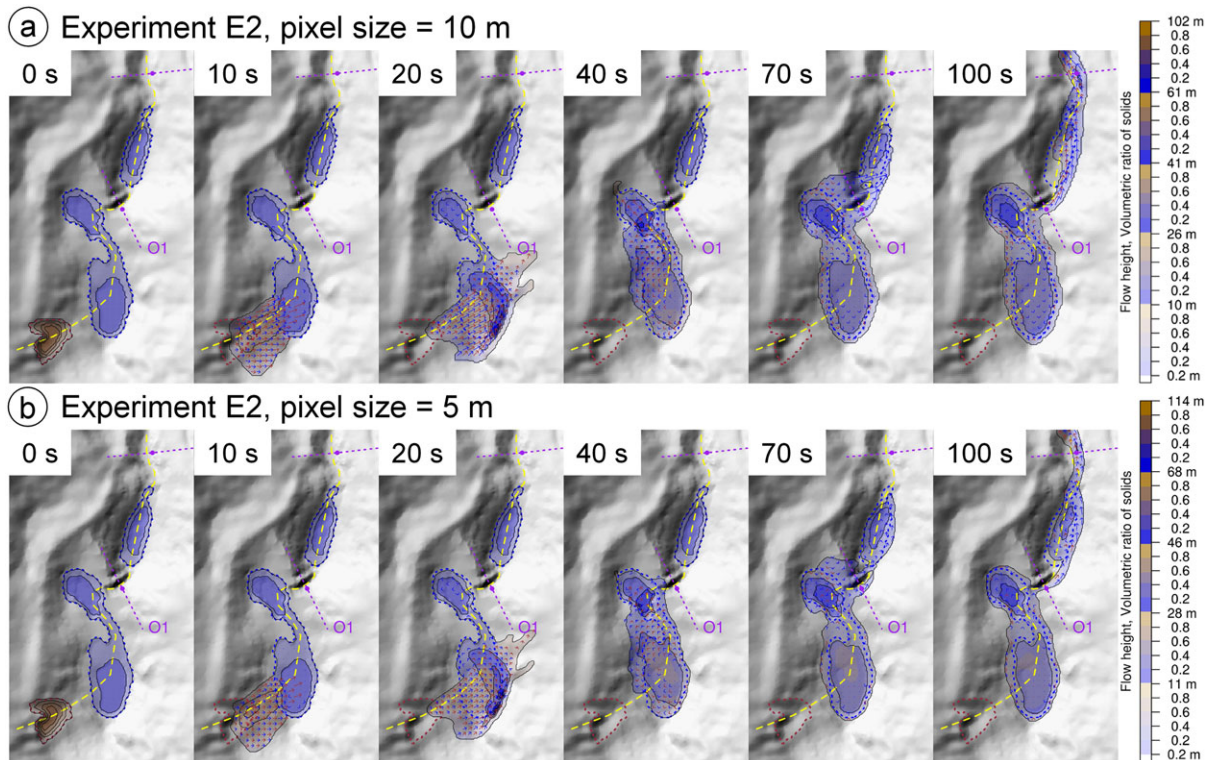 a Experiment E2, pixel size = 10 m
0 s 10 s 20 s 40 s 70 s 100 s
O1 O1 O1 O1 O1 O1
Flow height, Volumetric ratio of solids
102 m
0.8
0.6
0.4
0.2
61 m
0.8
0.6
0.4
0.2
41 m
0.8
0.6
0.4
0.2
26 m
0.8
0.6
0.4
0.2
10 m
0.8
0.6
0.4
0.2
0.2 m
b Experiment E2, pixel size = 5 m
0 s 10 s 20 s 40 s 70 s 100 s
O1 O1 O1 O1 O1 O1
Flow height, Volumetric ratio of solids
114 m
0.8
0.6
0.4
0.2
68 m
0.8
0.6
0.4
0.2
46 m
0.8
0.6
0.4
0.2
28 m
0.8
0.6
0.4
0.2
11 m
0.8
0.6
0.4
0.2
0.2 m